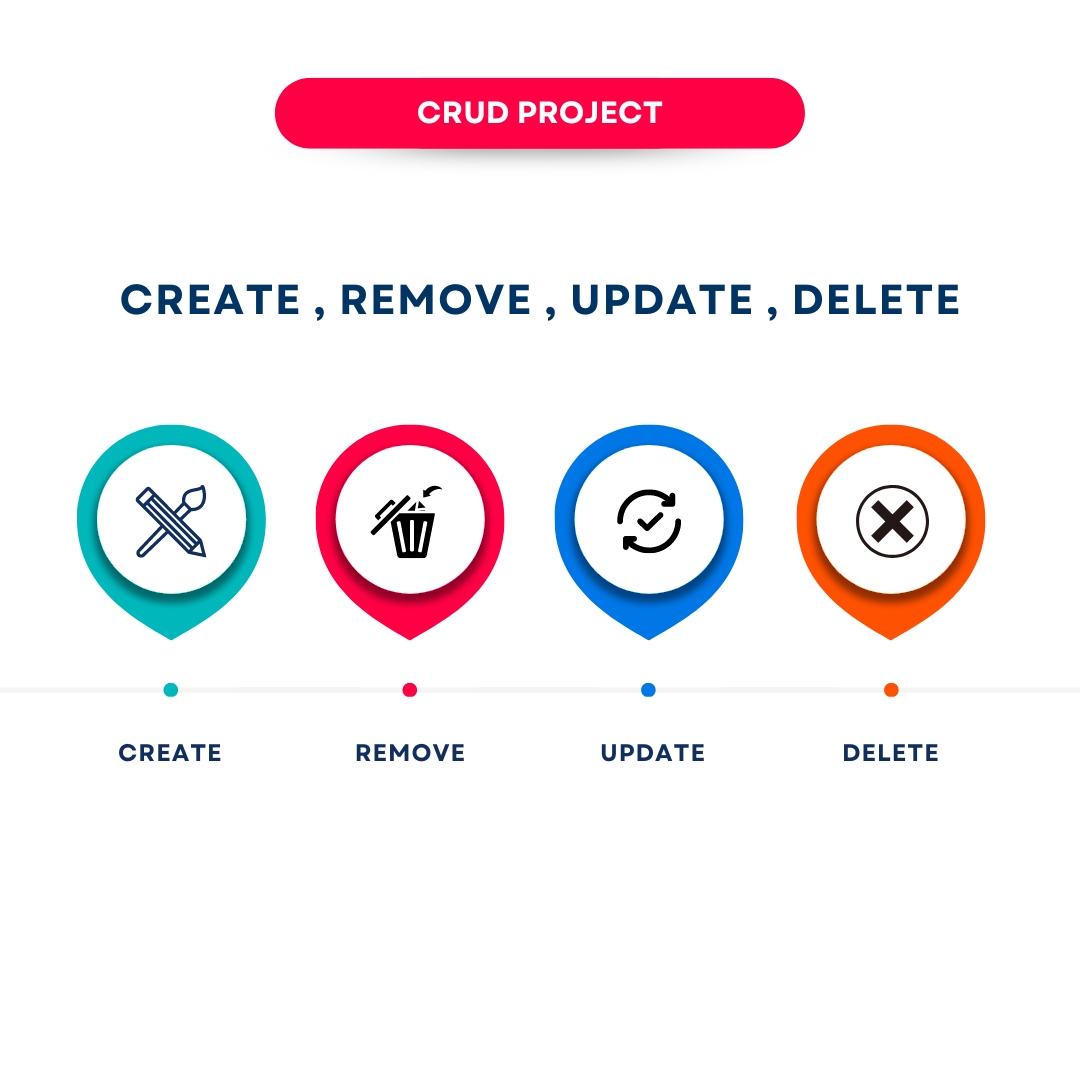 CRUD PROJECT
CREATE , REMOVE , UPDATE , DELETE
CREATE
REMOVE
UPDATE
DELETE